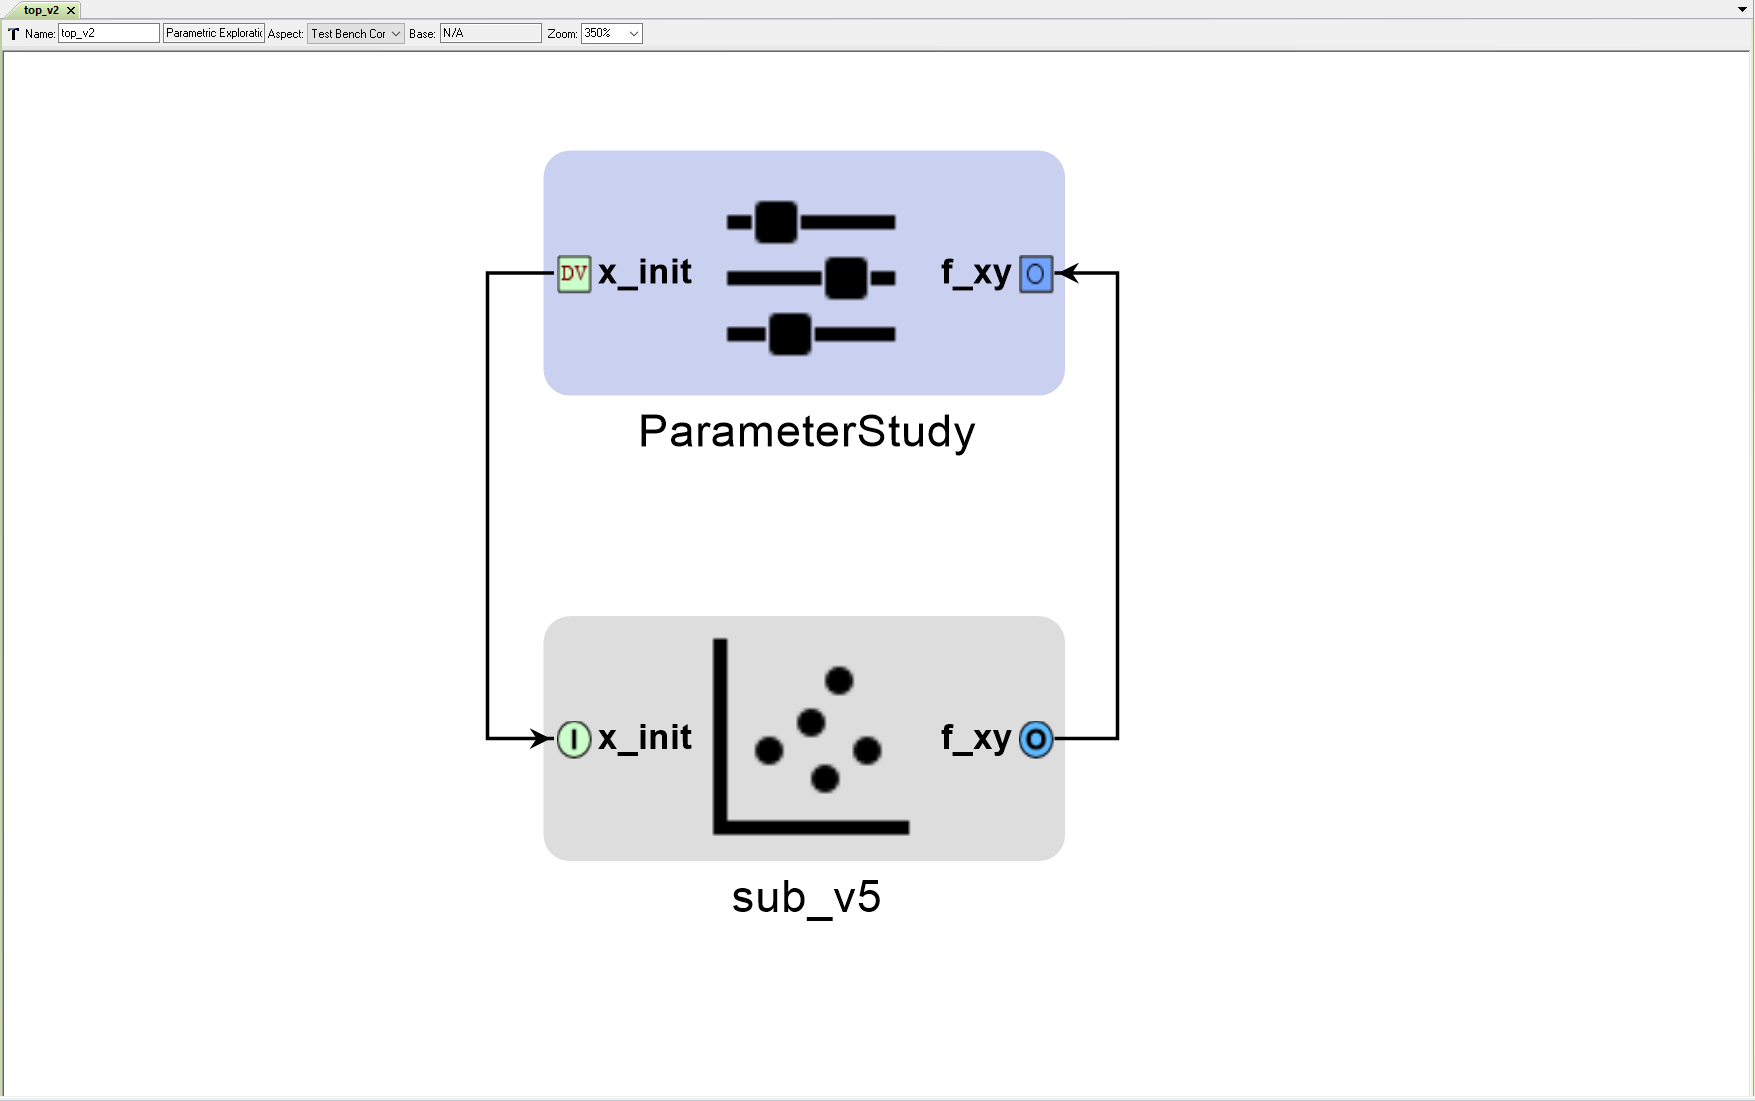 top_v2
Name: top_v2 Parametric Exploratic Aspect: Test Bench Cor Base: N/A Zoom: 350%
DV x_init f_xy O
ParameterStudy
I x_init f_xy O
sub_v5